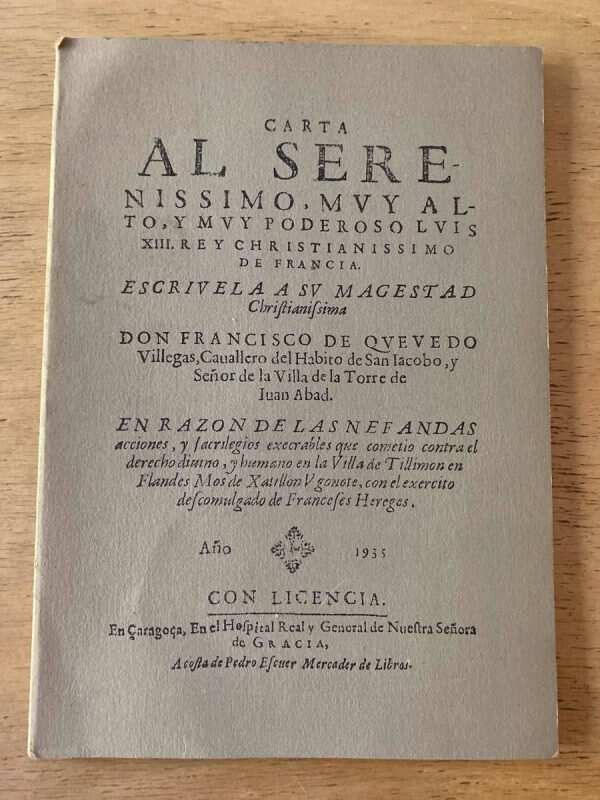 CARTA
AL SERE-
NISSIMO, MVY AL-
TO, Y MVY PODEROSO LVIS
XIII. REY CHRISTIANISSIMO
DE FRANCIA.
ESCRIVELA A SV MAGESTAD
Chriſtianiſsima
DON FRANCISCO DE QVEVEDO
Villegas, Cauallero del Habito de San Iacobo, y
Señor de la Villa de la Torre de
Iuan Abad.
EN RAZON DE LAS NEFANDAS
acciones, y ſacrilegios execrables que cometio contra el
derecho diuino, y humano en la Villa de Tillimon en
Flandes Mos de Xatillon Vgonote, con el exercito
deſcomulgado de Franceſes Hereges.
Año 1935
CON LICENCIA.
En Çaragoça, En el Hoſpital Real y General de Nueſtra Señora
de GRACIA,
A coſta de Pedro Eſcuer Mercader de Libros.